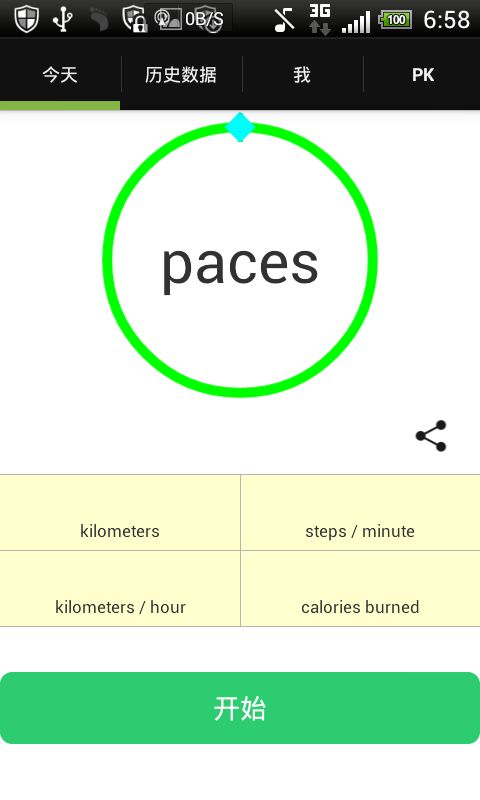 0B/S 3G 100 6:58
今天 历史数据 我 PK
paces
kilometers steps / minute
kilometers / hour calories burned
开始